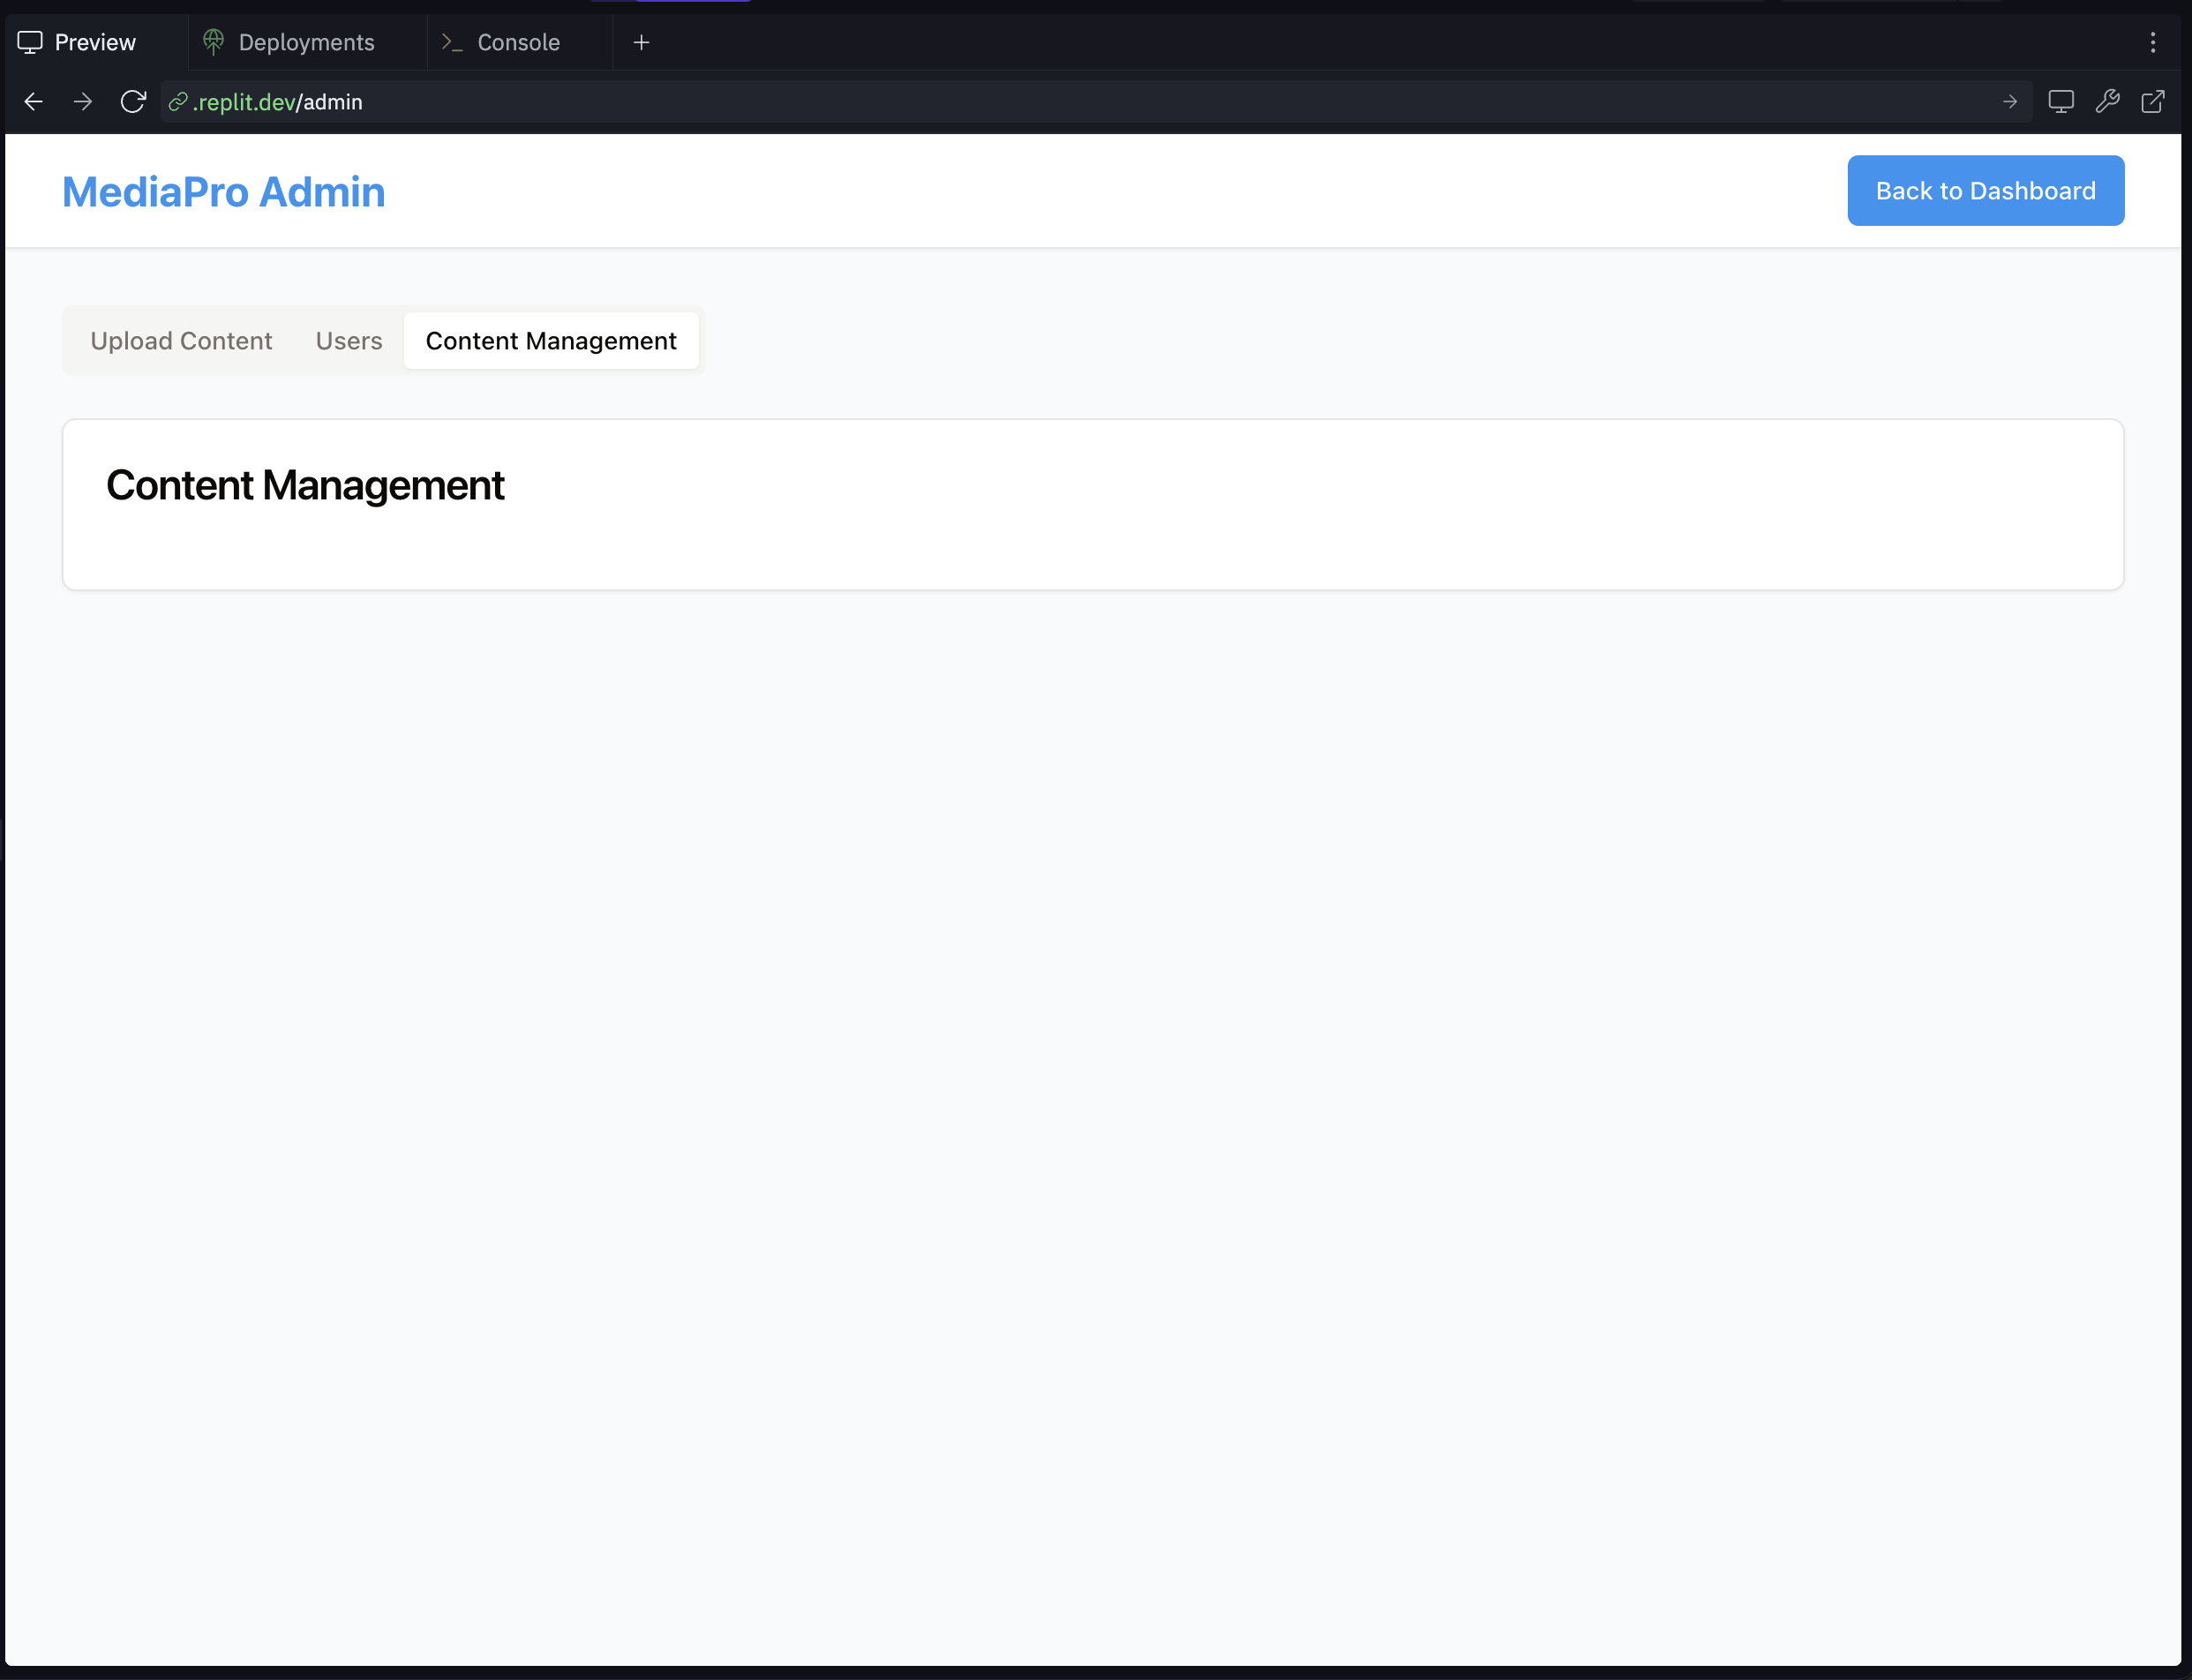 Preview Deployments Console
.replit.dev/admin
MediaPro Admin Back to Dashboard
Upload Content Users Content Management
Content Management